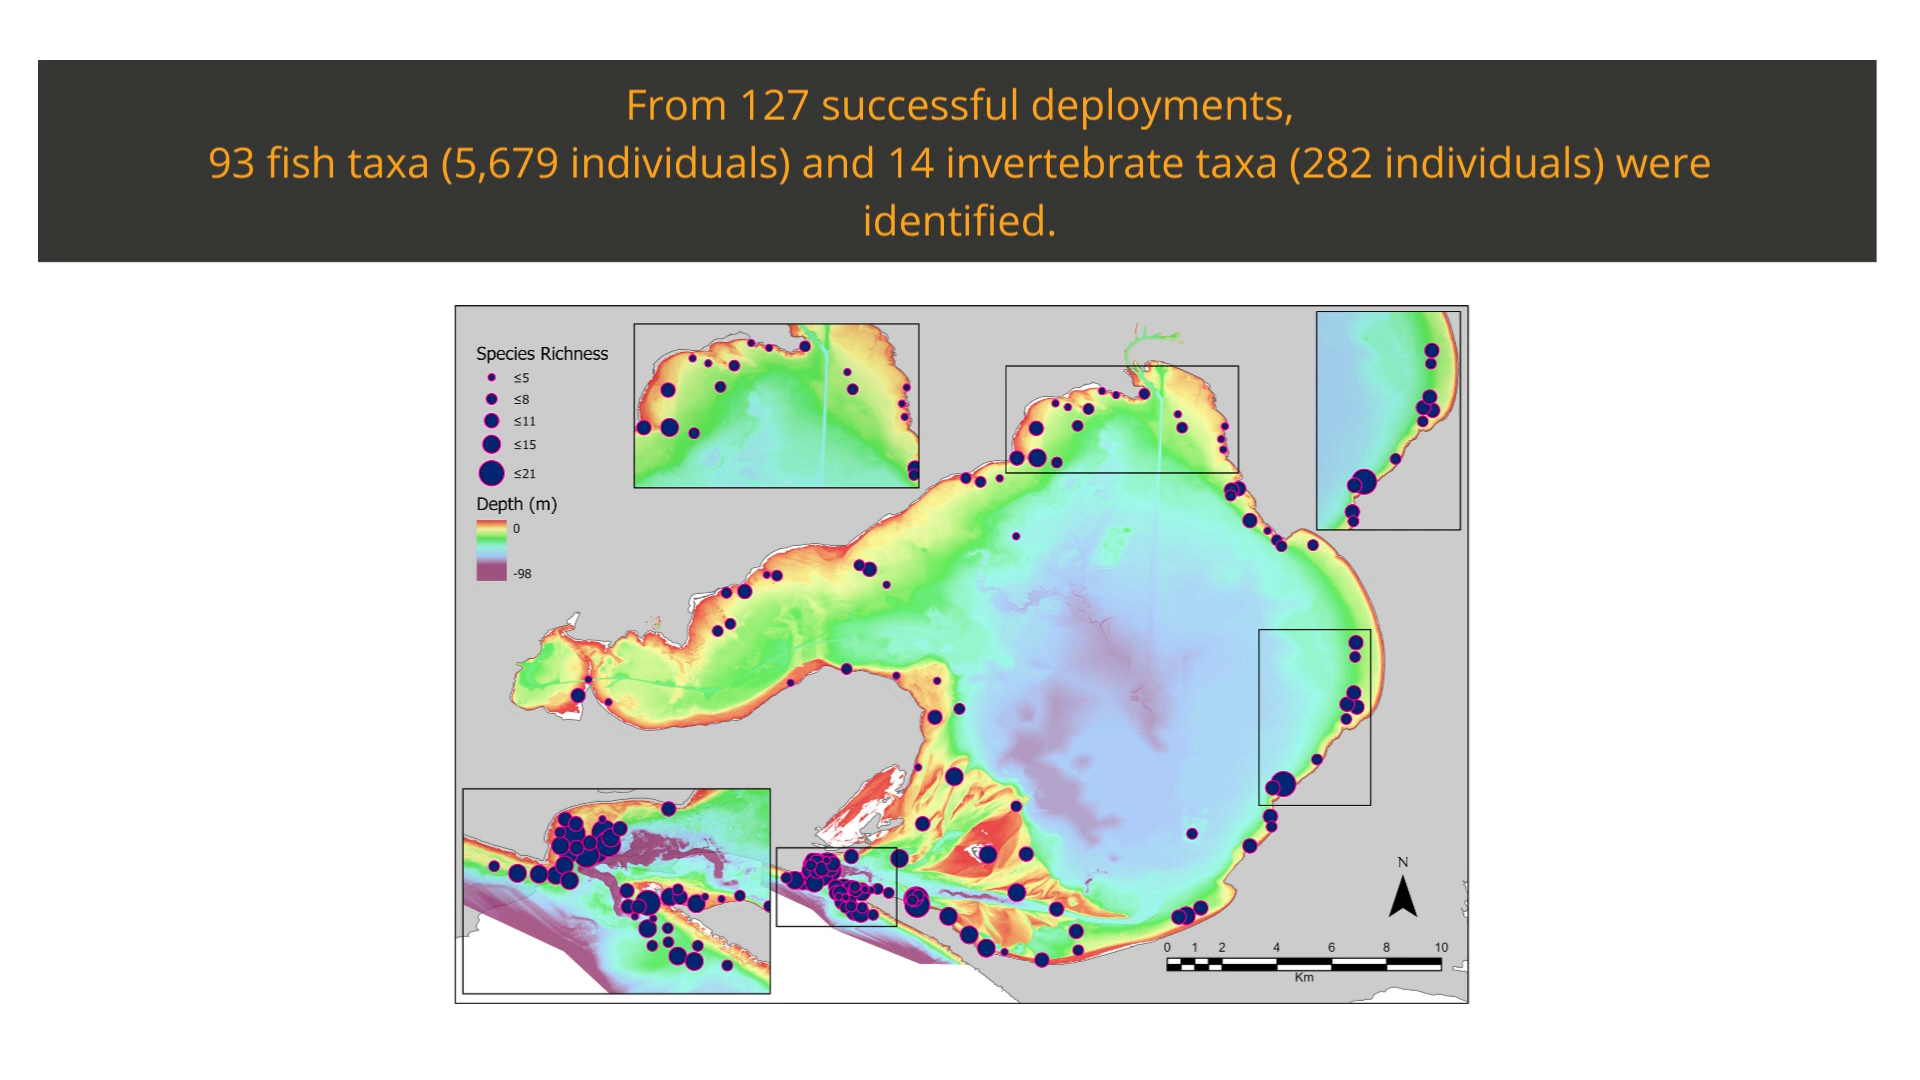 From 127 successful deployments,
93 fish taxa (5,679 individuals) and 14 invertebrate taxa (282 individuals) were
identified.
Species Richness
≤5
≤8
≤11
≤15
≤21
Depth (m)
0
-98
N
0 1 2 4 6 8 10
Km